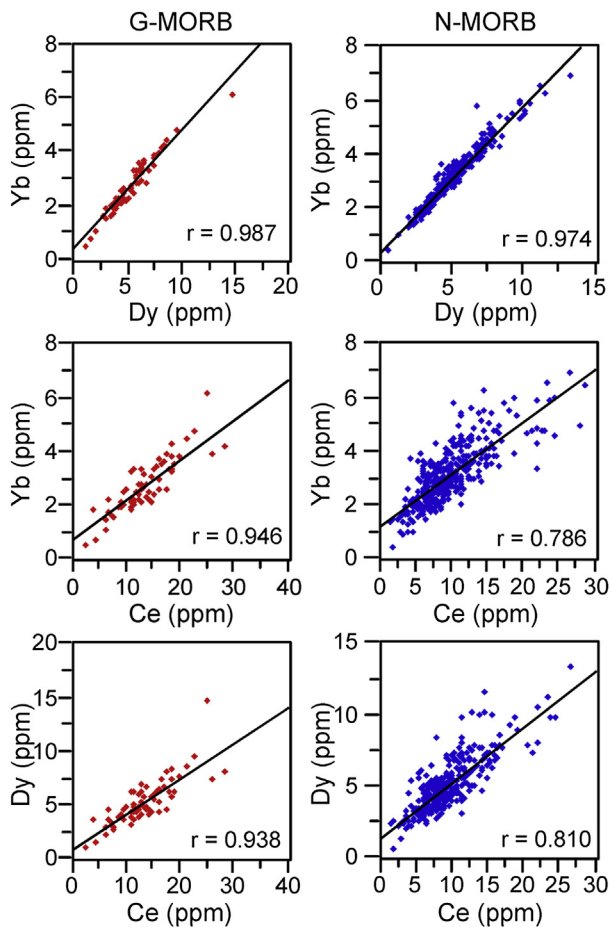 G-MORB
N-MORB
8
6
4
2
0
Yb (ppm)
r = 0.987
0 5 10 15 20
Dy (ppm)
8
6
4
2
0
Yb (ppm)
r = 0.974
0 5 10 15
Dy (ppm)
8
6
4
2
0
Yb (ppm)
r = 0.946
0 10 20 30 40
Ce (ppm)
8
6
4
2
0
Yb (ppm)
r = 0.786
0 5 10 15 20 25 30
Ce (ppm)
20
15
10
5
0
Dy (ppm)
r = 0.938
0 10 20 30 40
Ce (ppm)
15
10
5
0
Dy (ppm)
r = 0.810
0 5 10 15 20 25 30
Ce (ppm)